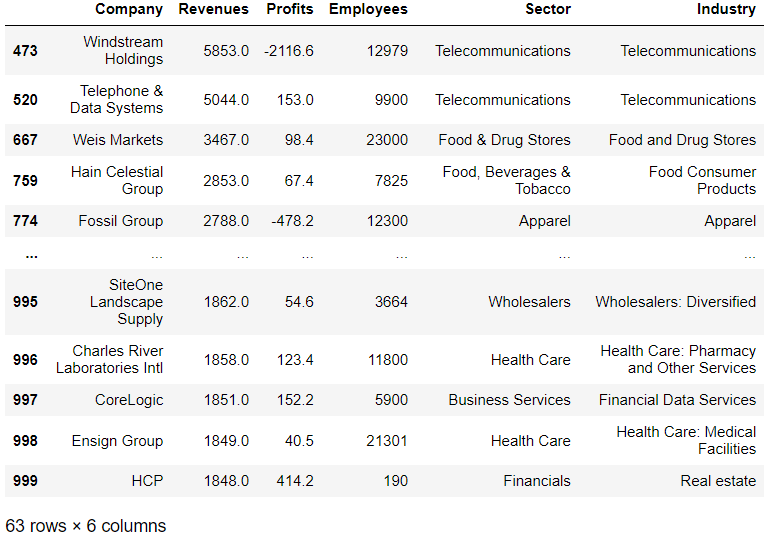 Company Revenues Profits Employees Sector Industry
473 Windstream Holdings 5853.0 -2116.6 12979 Telecommunications Telecommunications
520 Telephone & Data Systems 5044.0 153.0 9900 Telecommunications Telecommunications
667 Weis Markets 3467.0 98.4 23000 Food & Drug Stores Food and Drug Stores
759 Hain Celestial Group 2853.0 67.4 7825 Food, Beverages & Tobacco Food Consumer Products
774 Fossil Group 2788.0 -478.2 12300 Apparel Apparel
... ... ... ... ... ... ...
995 SiteOne Landscape Supply 1862.0 54.6 3664 Wholesalers Wholesalers: Diversified
996 Charles River Laboratories Intl 1858.0 123.4 11800 Health Care Health Care: Pharmacy and Other Services
997 CoreLogic 1851.0 152.2 5900 Business Services Financial Data Services
998 Ensign Group 1849.0 40.5 21301 Health Care Health Care: Medical Facilities
999 HCP 1848.0 414.2 190 Financials Real estate
63 rows × 6 columns